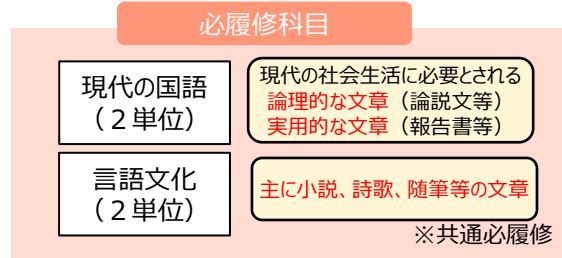 必履修科目
現代の国語
（２単位）
現代の社会生活に必要とされる
論理的な文章（論説文等）
実用的な文章（報告書等）
言語文化
（２単位）
主に小説、詩歌、随筆等の文章
※共通必履修